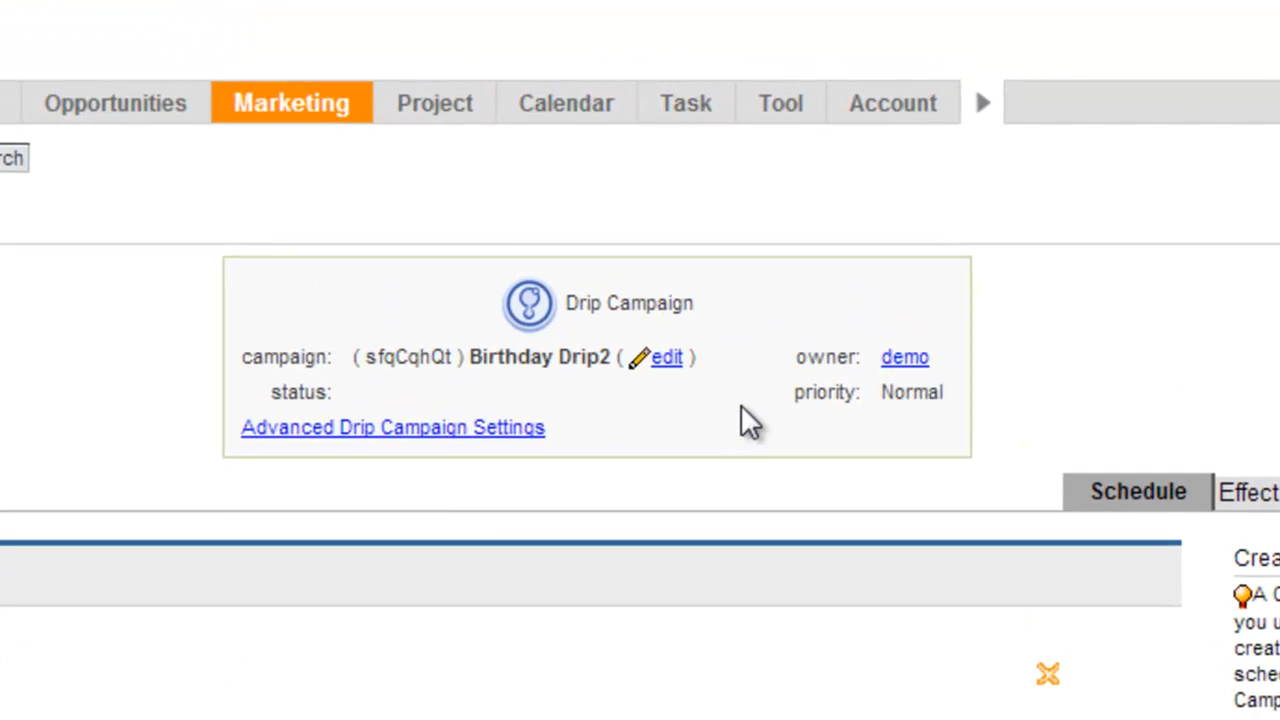 Opportunities Marketing Project Calendar Task Tool Account
rch
Drip Campaign
campaign: ( sfqCqhQt ) Birthday Drip2 ( edit ) owner: demo
status: priority: Normal
Advanced Drip Campaign Settings
Schedule Effect
Crea
A C
you u
creat
sche
Camp